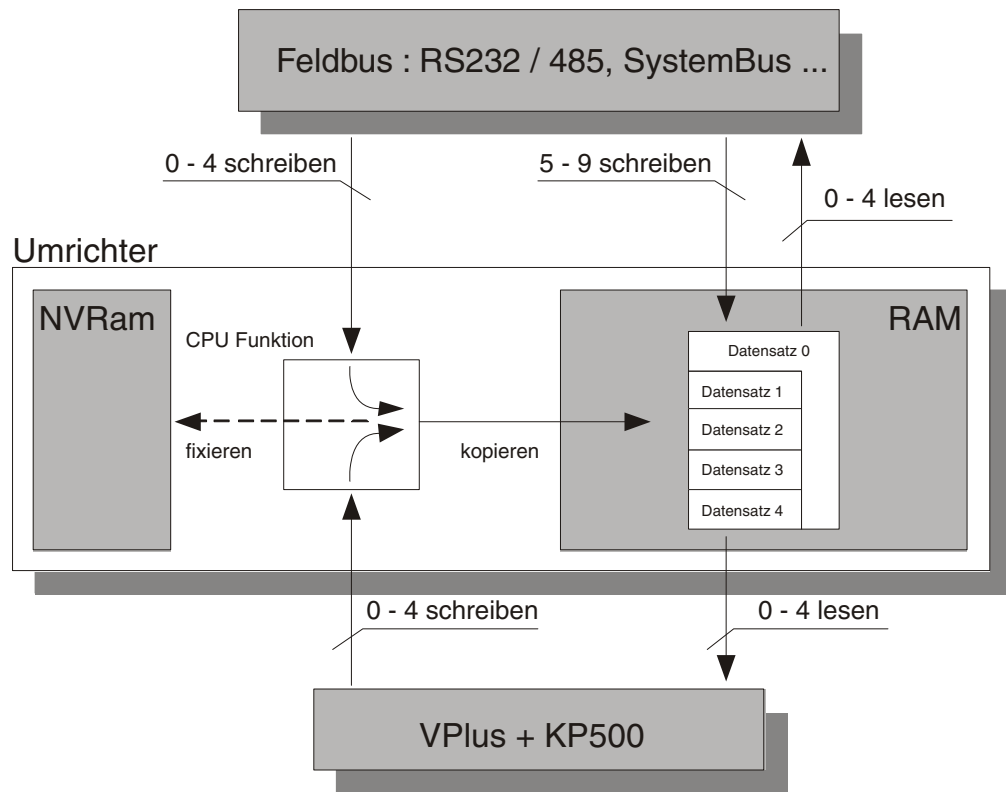 Feldbus : RS232 / 485, SystemBus ...
0 - 4 schreiben
5 - 9 schreiben
0 - 4 lesen
Umrichter
NVRam
CPU Funktion
RAM
Datensatz 0
Datensatz 1
Datensatz 2
Datensatz 3
Datensatz 4
fixieren
kopieren
0 - 4 schreiben
0 - 4 lesen
VPlus + KP500